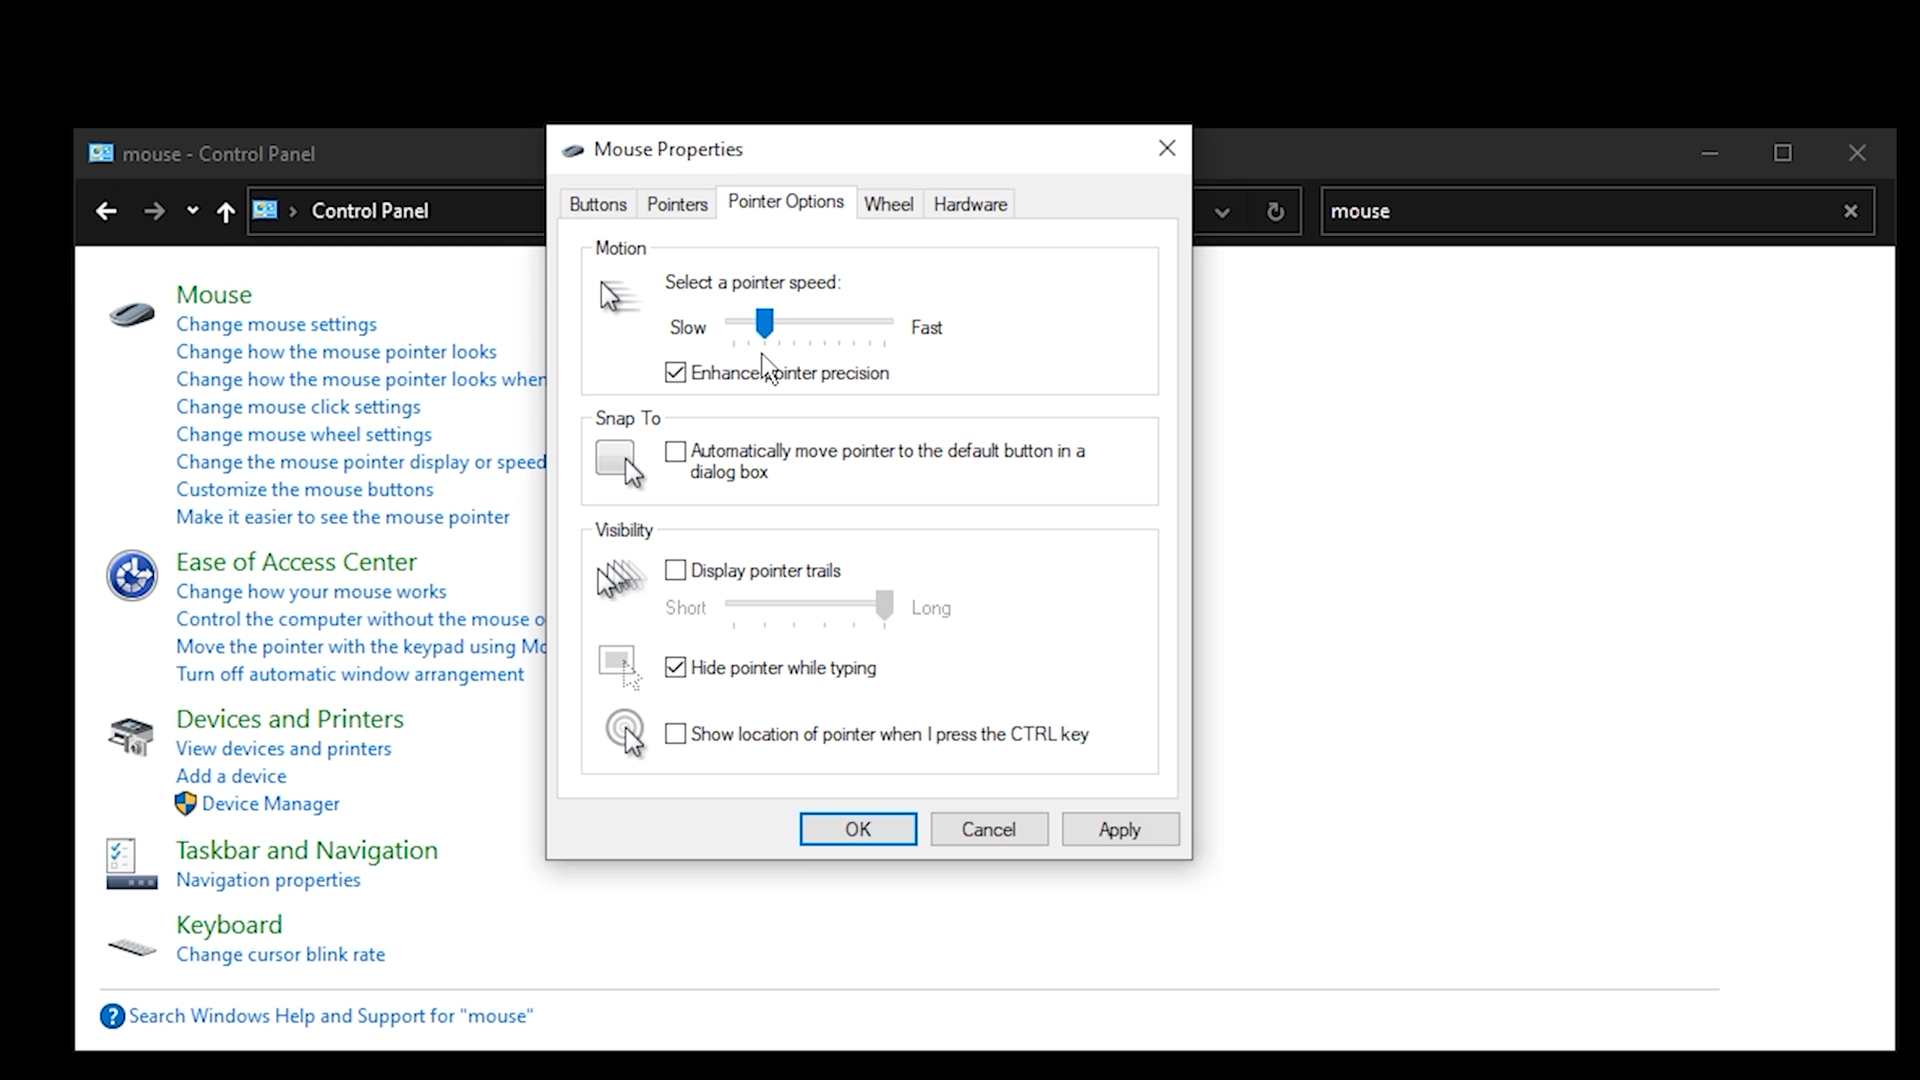 mouse - Control Panel
Control Panel
mouse
Mouse
Change mouse settings
Change how the mouse pointer looks
Change how the mouse pointer looks when
Change mouse click settings
Change mouse wheel settings
Change the mouse pointer display or speed
Customize the mouse buttons
Make it easier to see the mouse pointer
Ease of Access Center
Change how your mouse works
Control the computer without the mouse o
Move the pointer with the keypad using Mo
Turn off automatic window arrangement
Devices and Printers
View devices and printers
Add a device
Device Manager
Taskbar and Navigation
Navigation properties
Keyboard
Change cursor blink rate
Search Windows Help and Support for "mouse"
Mouse Properties
Buttons Pointers Pointer Options Wheel Hardware
Motion
Select a pointer speed:
Slow Fast
Enhance pointer precision
Snap To
Automatically move pointer to the default button in a
dialog box
Visibility
Display pointer trails
Short Long
Hide pointer while typing
Show location of pointer when I press the CTRL key
OK Cancel Apply